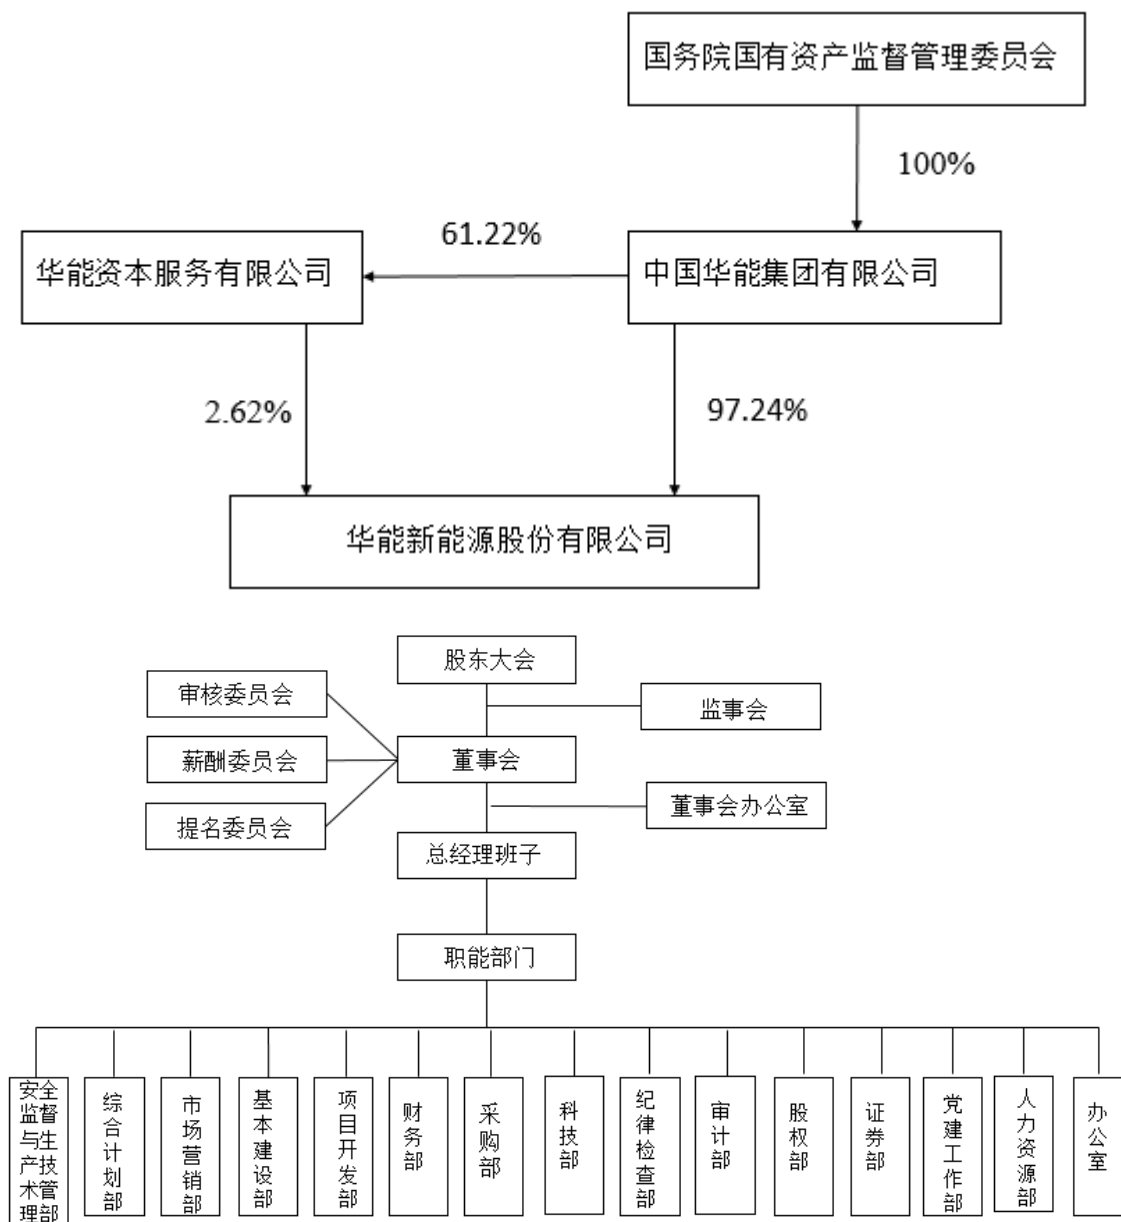 国务院国有资产监督管理委员会
100%
61.22%
华能资本服务有限公司
中国华能集团有限公司
2.62%
97.24%
华能新能源股份有限公司
股东大会
审核委员会
监事会
薪酬委员会
董事会
提名委员会
董事会办公室
总经理班子
职能部门
安全监督与生产技术管理部
综合计划部
市场营销部
基本建设部
项目开发部
财务部
采购部
科技部
纪律检查部
审计部
股权部
证券部
党建工作部
人力资源部
办公室